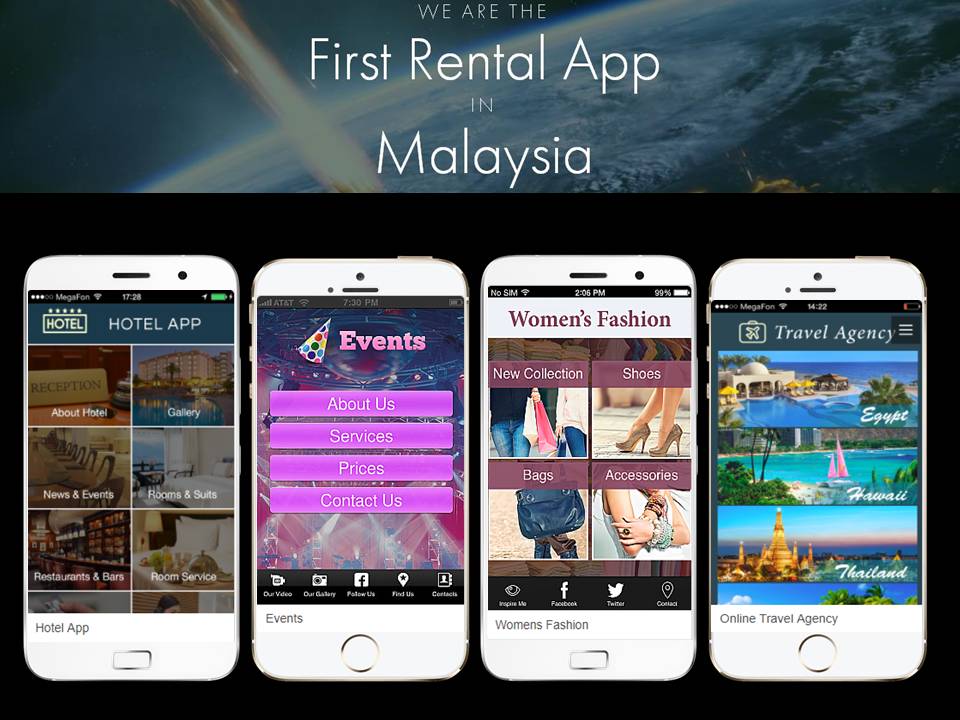 WE ARE THE
First Rental App
IN
Malaysia
MegaFon 17:28
HOTEL
HOTEL APP
RECEPTION
About Hotel
Gallery
News & Events
Rooms & Suits
Restaurants & Bars
Room Service
Hotel App
AT&T 7:30 PM
Events
About Us
Services
Prices
Contact Us
Our Video Our Gallery Follow Us Find Us Contacts
Events
No SIM 2:06 PM 99%
Women's Fashion
New Collection
Shoes
Bags
Accessories
Inspire Me Facebook Twitter Contact
Womens Fashion
MegaFon 14:22
Travel Agency
Egypt
Hawaii
Thailand
Online Travel Agency